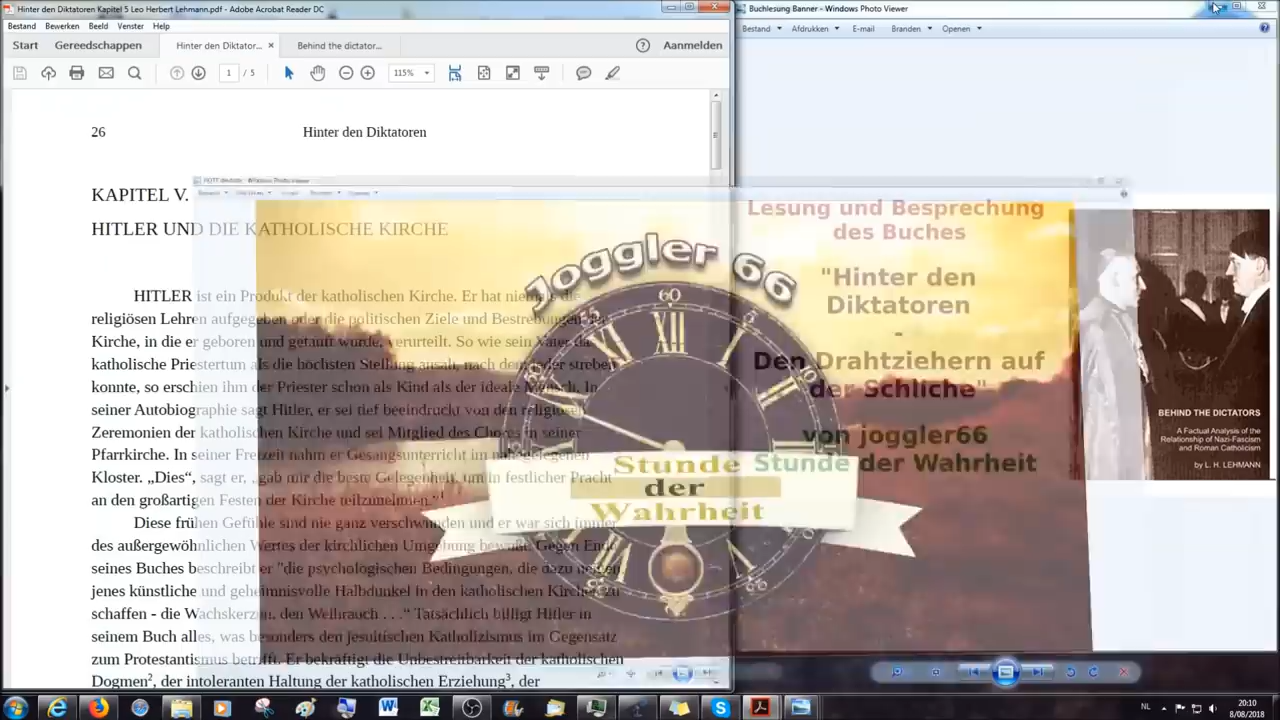 Hinter den Diktatoren Kapitel 5 Leo Herbert Lehmann.pdf - Adobe Acrobat Reader DC
Bestand Bewerken Beeld Venster Help
Start Gereedschappen Hinter den Diktator... × Behind the dictator... Aanmelden
1 / 5 115%
26 Hinter den Diktatoren
KAPITEL V.
HITLER UND DIE KATHOLISCHE KIRCHE
HITLER ist ein Produkt der katholischen Kirche. Er hat niemals die
religiösen Lehren aufgegeben oder die politischen Ziele und Bestrebungen der
Kirche, in die er geboren und getauft wurde, verurteilt. So wie sein Vater das
katholische Priestertum als die höchsten Stellung ansah, nach dem jeder streben
konnte, so erschien ihm der Priester schon als Kind als der ideale Mensch. In
seiner Autobiographie sagt Hitler, er sei tief beeindruckt von den religiösen
Zeremonien der katholischen Kirche und sei Mitglied des Chores in seiner
Pfarrkirche. In seiner Freizeit nahm er Gesangsunterricht im nahe gelegenen
Kloster. „Dies", sagt er, „gab mir die beste Gelegenheit, um in festlicher Pracht
an den großartigen Festen der Kirche teilzunehmen."¹
Diese frühen Gefühle sind nie ganz verschwunden und er war sich immer
des außergewöhnlichen Wertes der kirchlichen Umgebung bewußt. Gegen Ende
seines Buches beschreibt er "die psychologischen Bedingungen, die dazu neigen,
jenes künstliche und geheimnisvolle Halbdunkel in den katholischen Kirchen zu
schaffen - die Wachskerzen, den Weihrauch . . ." Tatsächlich billigt Hitler in
seinem Buch alles, was besonders den jesuitischen Katholizismus im Gegensatz
zum Protestantismus betrifft. Er bekräftigt die Unbestreitbarkeit der katholischen
Dogmen², der intoleranten Haltung der katholischen Erziehung³, der
Joggler 66
60
XII
Stunde
der
Wahrheit
Buchlesung Banner - Windows Photo Viewer
Bestand Afdrukken E-mail Branden Openen
Lesung und Besprechung
des Buches
"Hinter den
Diktatoren
-
Den Drahtziehern auf
der Schliche"
von joggler66
Stunde der Wahrheit
BEHIND THE DICTATORS
A Factual Analysis of the
Relationship of Nazi-Fascism
and Roman Catholicism
by L. H. LEHMANN
NL
20:10
8/08/2018